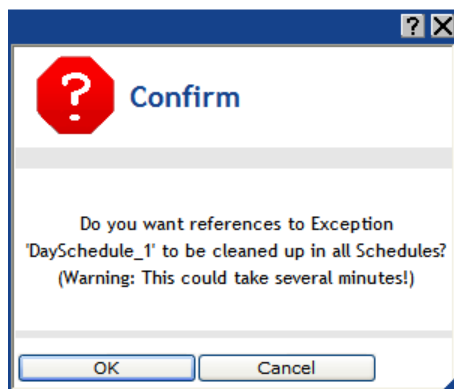 ?
Confirm
Do you want references to Exception
'DaySchedule_1' to be cleaned up in all Schedules?
(Warning: This could take several minutes!)
OK Cancel